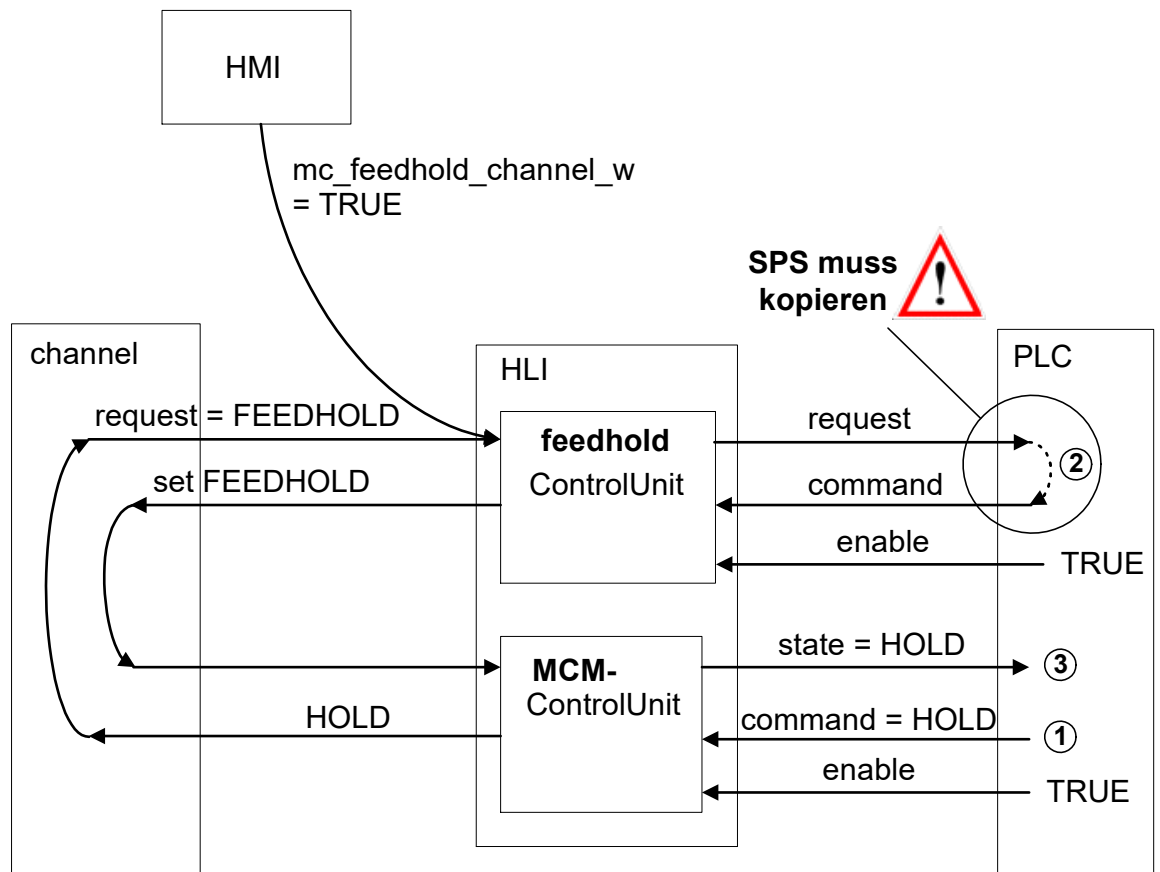 HMI
mc_feedhold_channel_w
= TRUE
SPS muss
kopieren
!
channel
HLI
PLC
request = FEEDHOLD
feedhold
ControlUnit
request
2
set FEEDHOLD
command
enable
TRUE
MCM-
ControlUnit
state = HOLD
3
HOLD
command = HOLD
1
enable
TRUE